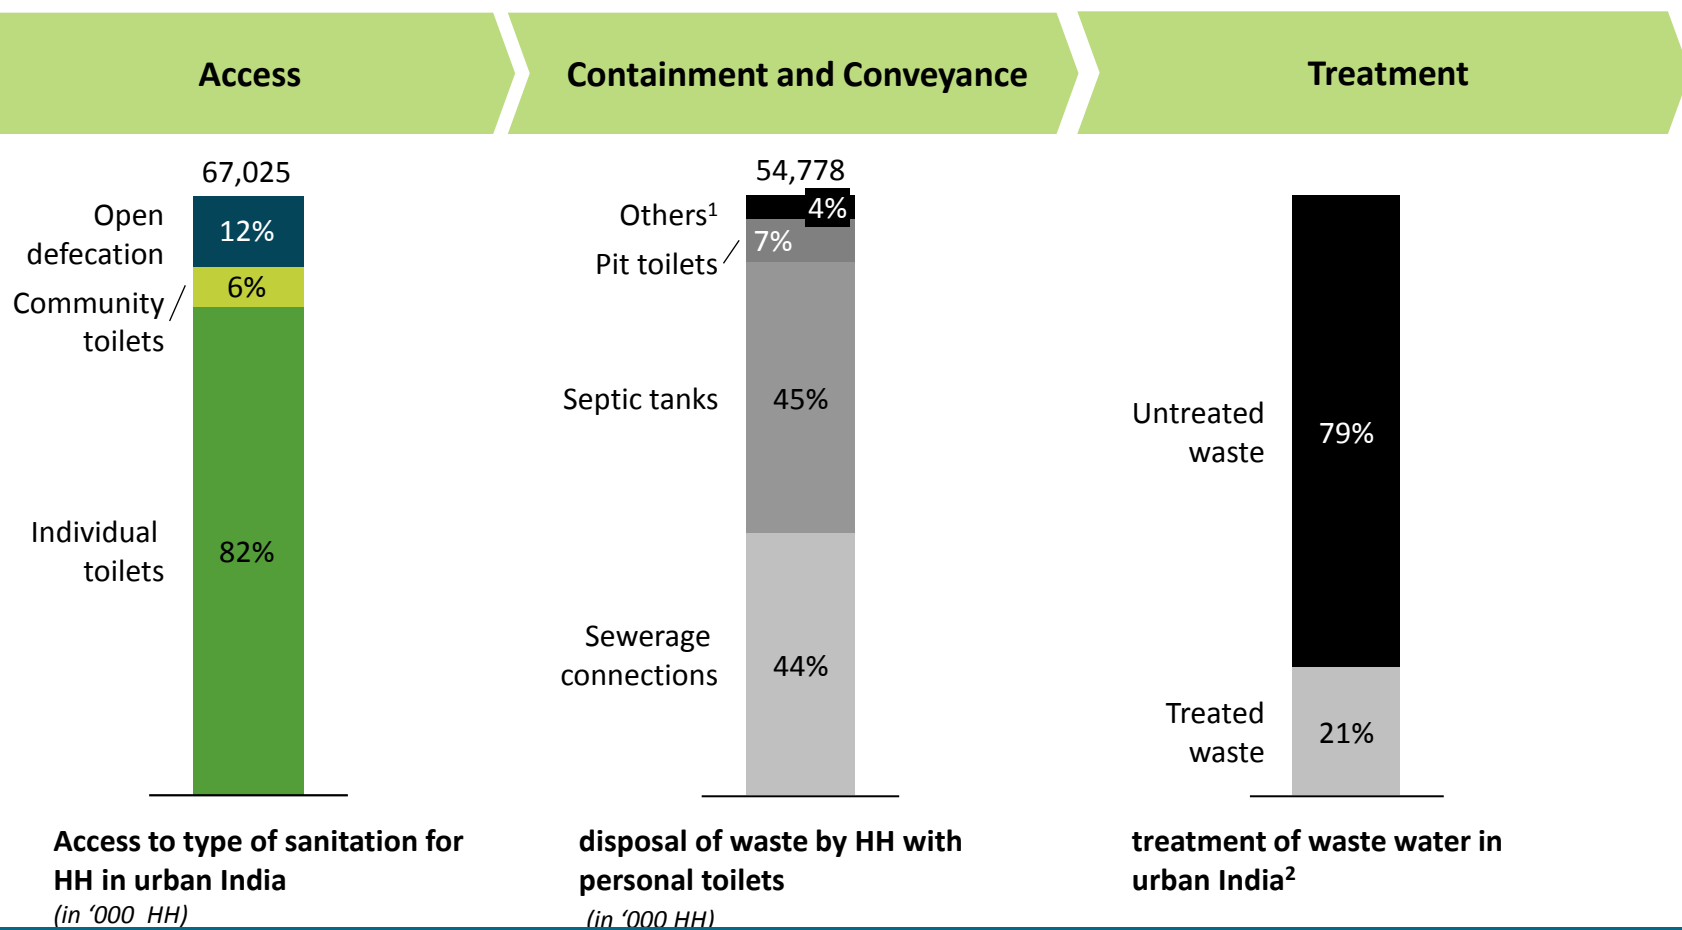 Access
Containment and Conveyance
Treatment
67,025
Open
defecation
12%
Community
toilets
6%
Individual
toilets
82%
Access to type of sanitation for
HH in urban India
(in ‘000 HH)
54,778
Others¹
4%
Pit toilets
7%
Septic tanks
45%
Sewerage
connections
44%
disposal of waste by HH with
personal toilets
(in ‘000 HH)
Untreated
waste
79%
Treated
waste
21%
treatment of waste water in
urban India²